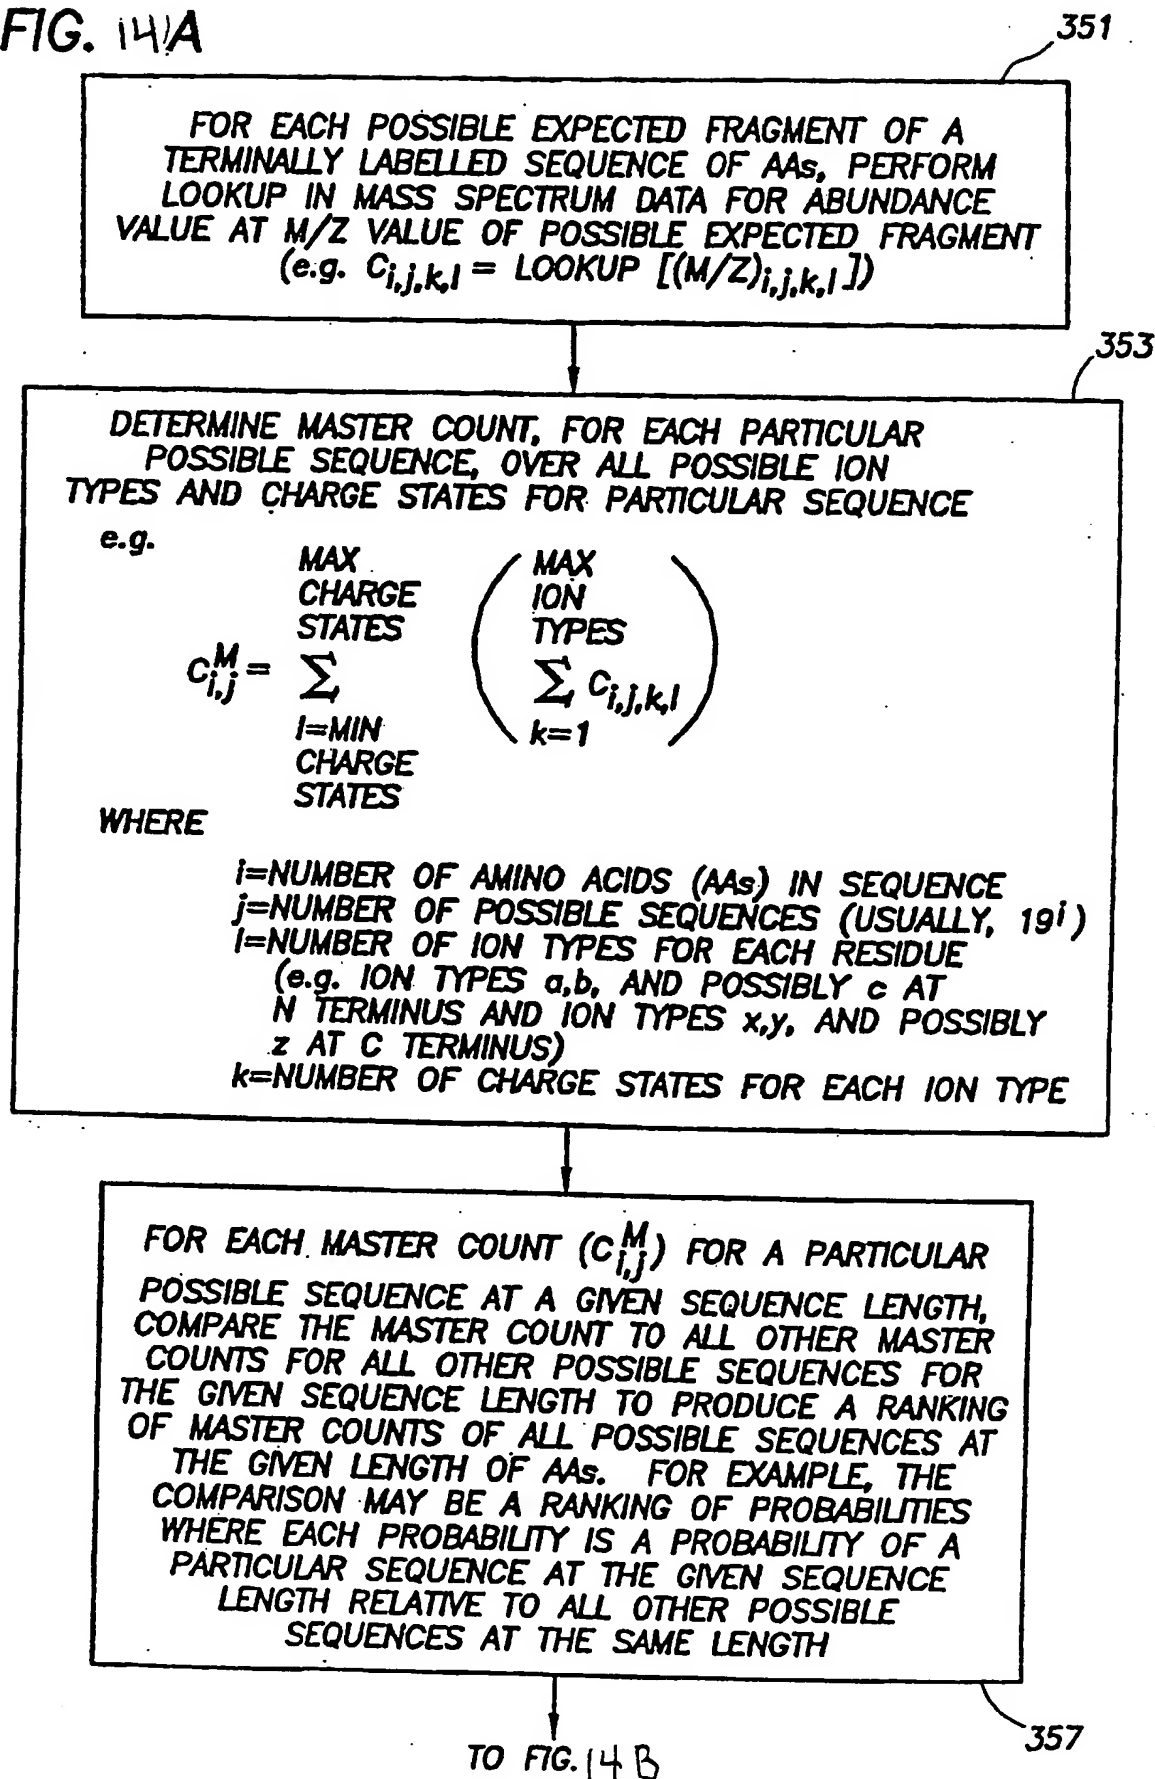 FIG. 14A
351
FOR EACH POSSIBLE EXPECTED FRAGMENT OF A
TERMINALLY LABELLED SEQUENCE OF AAs, PERFORM
LOOKUP IN MASS SPECTRUM DATA FOR ABUNDANCE
VALUE AT M/Z VALUE OF POSSIBLE EXPECTED FRAGMENT
(e.g. C_{i,j,k,l} = LOOKUP [(M/Z)_{i,j,k,l}])
353
DETERMINE MASTER COUNT, FOR EACH PARTICULAR
POSSIBLE SEQUENCE, OVER ALL POSSIBLE ION
TYPES AND CHARGE STATES FOR PARTICULAR SEQUENCE
e.g.
MAX MAX
CHARGE ION
STATES TYPES
C^M_{i,j} = Σ ( Σ C_{i,j,k,l} )
l=MIN k=1
CHARGE
STATES
WHERE
i=NUMBER OF AMINO ACIDS (AAs) IN SEQUENCE
j=NUMBER OF POSSIBLE SEQUENCES (USUALLY, 19^i)
l=NUMBER OF ION TYPES FOR EACH RESIDUE
(e.g. ION TYPES a,b, AND POSSIBLY c AT
N TERMINUS AND ION TYPES x,y, AND POSSIBLY
z AT C TERMINUS)
k=NUMBER OF CHARGE STATES FOR EACH ION TYPE
FOR EACH MASTER COUNT (C^M_{i,j}) FOR A PARTICULAR
POSSIBLE SEQUENCE AT A GIVEN SEQUENCE LENGTH,
COMPARE THE MASTER COUNT TO ALL OTHER MASTER
COUNTS FOR ALL OTHER POSSIBLE SEQUENCES FOR
THE GIVEN SEQUENCE LENGTH TO PRODUCE A RANKING
OF MASTER COUNTS OF ALL POSSIBLE SEQUENCES AT
THE GIVEN LENGTH OF AAs. FOR EXAMPLE, THE
COMPARISON MAY BE A RANKING OF PROBABILITIES
WHERE EACH PROBABILITY IS A PROBABILITY OF A
PARTICULAR SEQUENCE AT THE GIVEN SEQUENCE
LENGTH RELATIVE TO ALL OTHER POSSIBLE
SEQUENCES AT THE SAME LENGTH
357
TO FIG. 14B